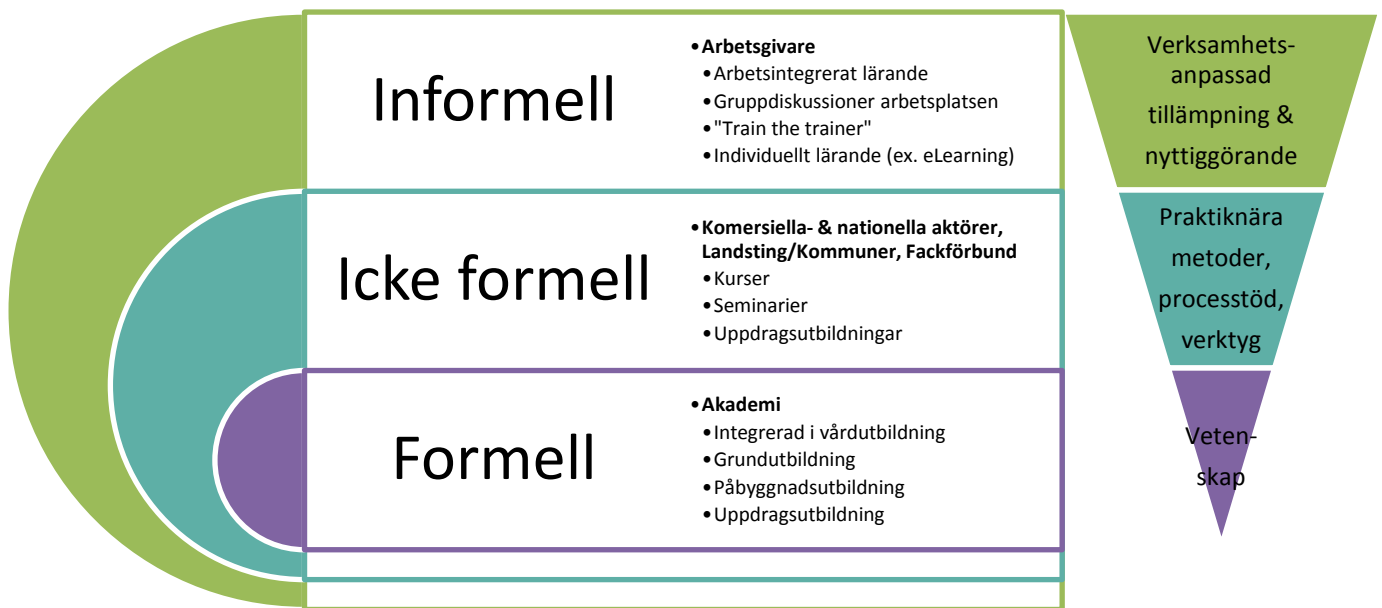 Informell
•Arbetsgivare
•Arbetsintegrerat lärande
•Gruppdiskussioner arbetsplatsen
•"Train the trainer"
•Individuellt lärande (ex. eLearning)
Verksamhets-
anpassad
tillämpning &
nyttiggörande
Icke formell
•Komersiella- & nationella aktörer,
Landsting/Kommuner, Fackförbund
•Kurser
•Seminarier
•Uppdragsutbildningar
Praktiknära
metoder,
processtöd,
verktyg
Formell
•Akademi
•Integrerad i vårdutbildning
•Grundutbildning
•Påbyggnadsutbildning
•Uppdragsutbildning
Veten-
skap